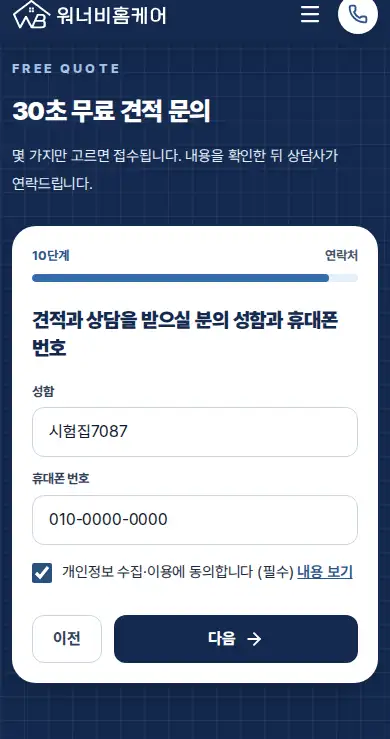 WB 워너비홈케어
FREE QUOTE
30초 무료 견적 문의
몇 가지만 고르면 접수됩니다. 내용을 확인한 뒤 상담사가
연락드립니다.
10단계 연락처
견적과 상담을 받으실 분의 성함과 휴대폰
번호
성함
시험집7087
휴대폰 번호
010-0000-0000
개인정보 수집·이용에 동의합니다 (필수) 내용 보기
이전 다음 →